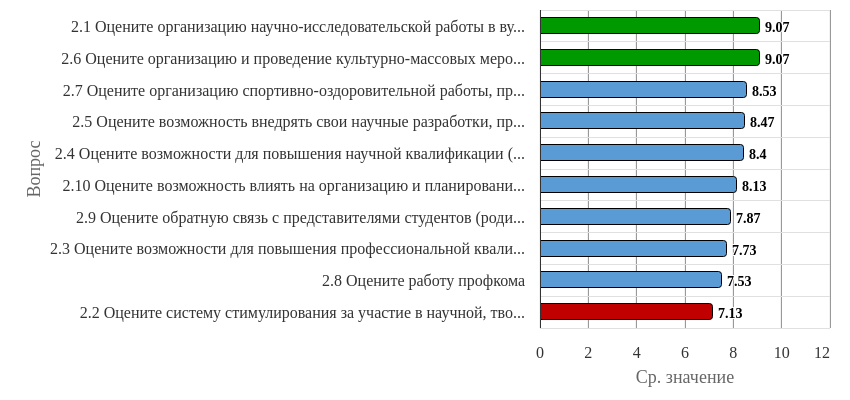 2.1 Оцените организацию научно-исследовательской работы в ву... 9.07
2.6 Оцените организацию и проведение культурно-массовых меро... 9.07
2.7 Оцените организацию спортивно-оздоровительной работы, пр... 8.53
2.5 Оцените возможность внедрять свои научные разработки, пр... 8.47
2.4 Оцените возможности для повышения научной квалификации (... 8.4
2.10 Оцените возможность влиять на организацию и планировани... 8.13
2.9 Оцените обратную связь с представителями студентов (роди... 7.87
2.3 Оцените возможности для повышения профессиональной квали... 7.73
2.8 Оцените работу профкома 7.53
2.2 Оцените систему стимулирования за участие в научной, тво... 7.13
Вопрос
0 2 4 6 8 10 12
Ср. значение